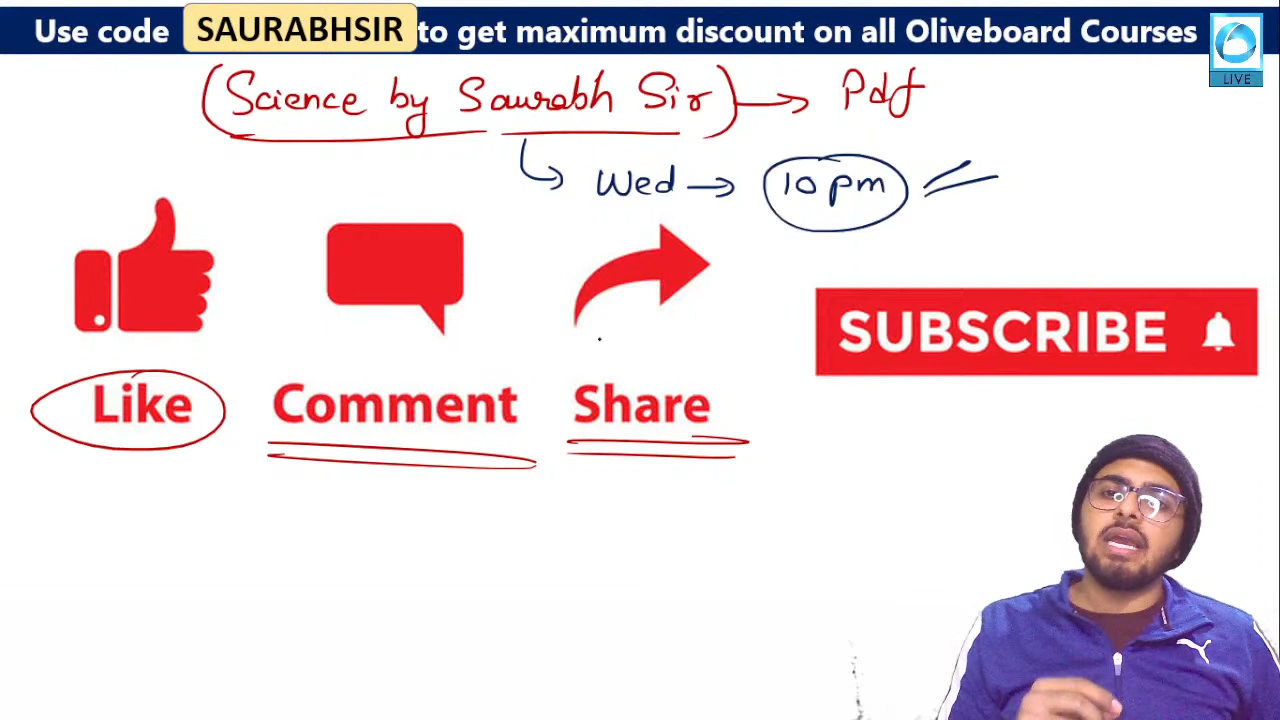 Use code SAURABHSIR to get maximum discount on all Oliveboard Courses
LIVE
(Science by Saurabh Sir) → Pdf
Wed → 10 pm
SUBSCRIBE
Like Comment Share